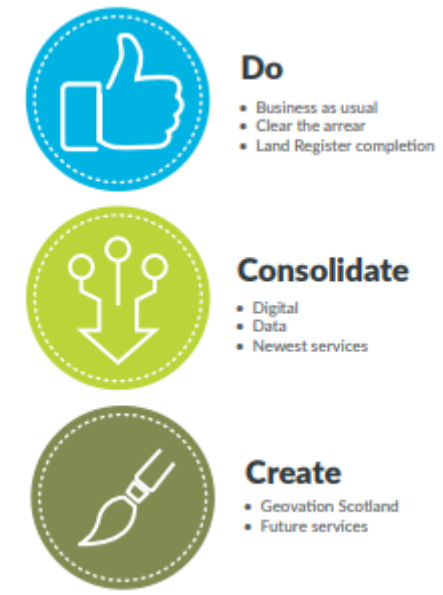 Do
• Business as usual
• Clear the arrear
• Land Register completion
Consolidate
• Digital
• Data
• Newest services
Create
• Geovation Scotland
• Future services